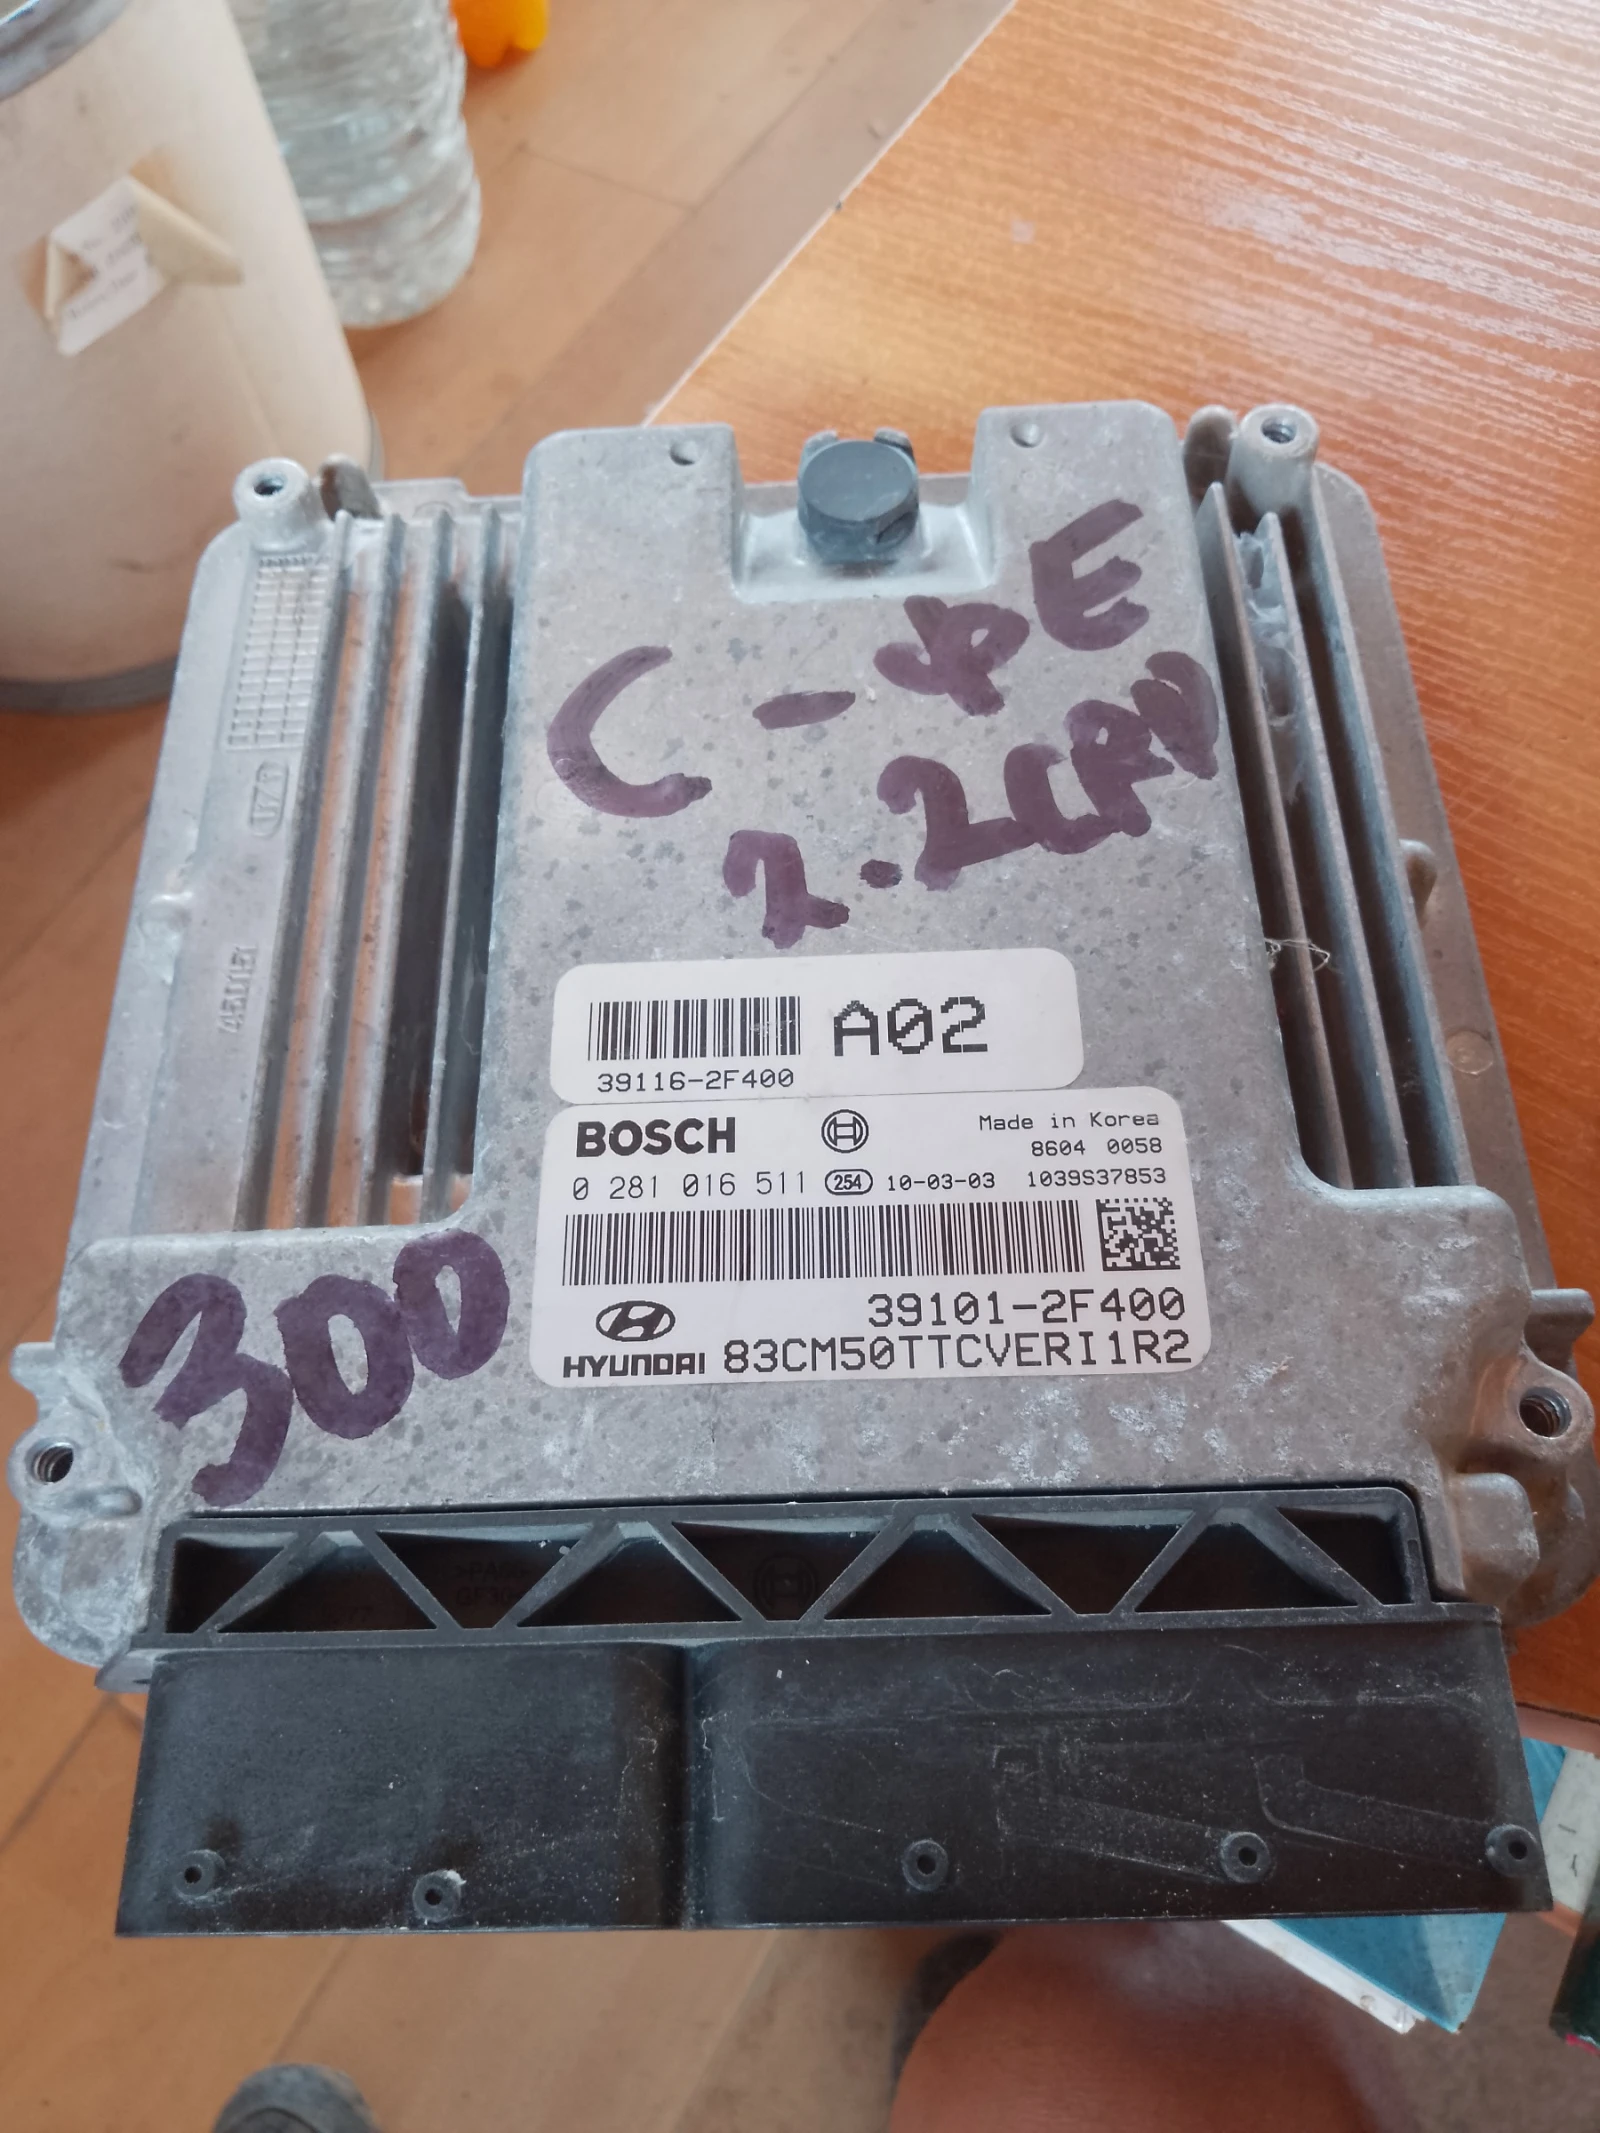 C-ФЕ
2.2CRD
A02
39116-2F400
BOSCH
Made in Korea
8604 0058
0 281 016 511 254 10-03-03 1039S37853
39101-2F400
HYUNDAI 83CM50TTCVERI1R2
300